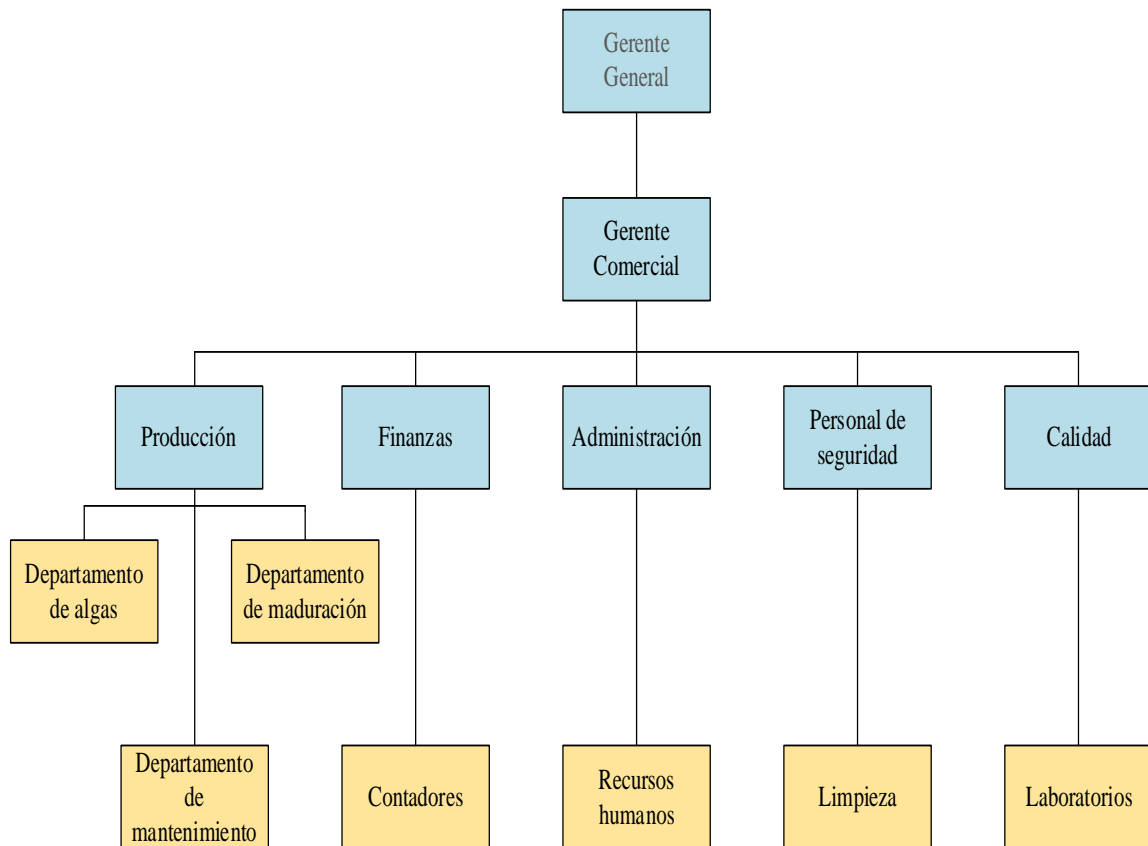 Gerente
General
Gerente
Comercial
Producción
Finanzas
Administración
Personal de
seguridad
Calidad
Departamento
de algas
Departamento
de maduración
Departamento
de
mantenimiento
Contadores
Recursos
humanos
Limpieza
Laboratorios